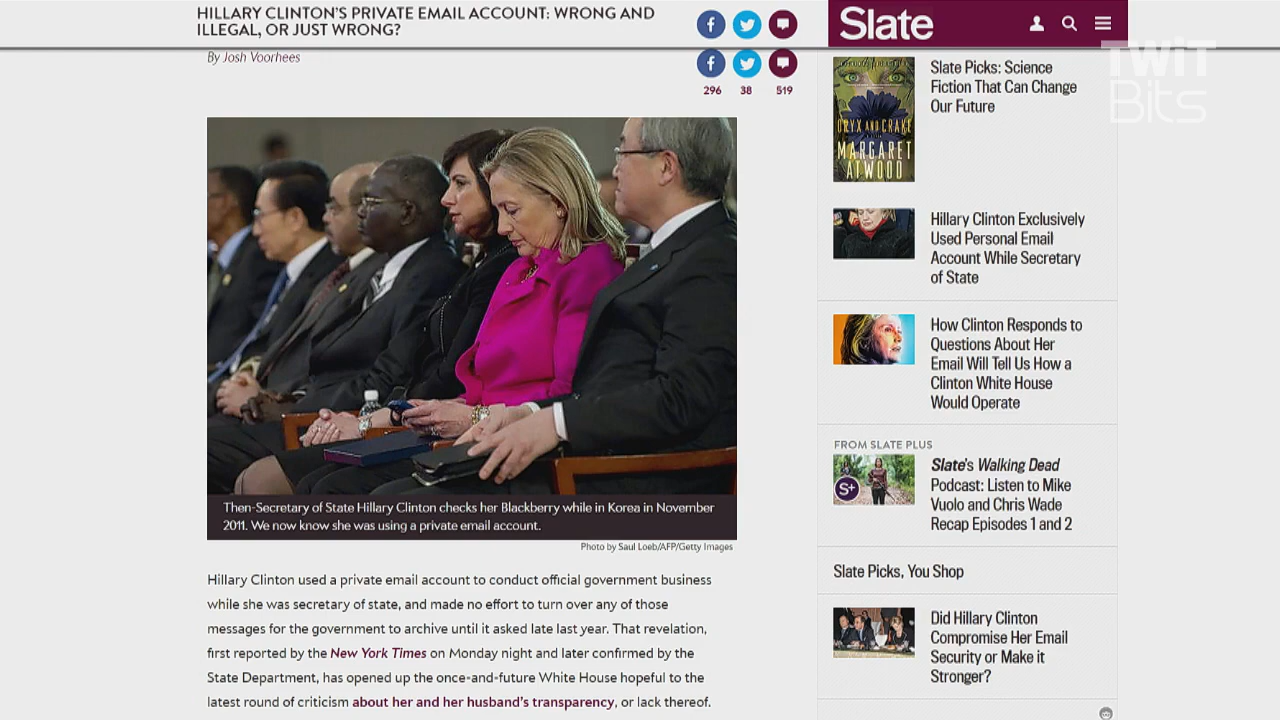 HILLARY CLINTON'S PRIVATE EMAIL ACCOUNT: WRONG AND
ILLEGAL, OR JUST WRONG?
By Josh Voorhees
296 38 519
Then-Secretary of State Hillary Clinton checks her Blackberry while in Korea in November
2011. We now know she was using a private email account.
Photo by Saul Loeb/AFP/Getty Images
Hillary Clinton used a private email account to conduct official government business
while she was secretary of state, and made no effort to turn over any of those
messages for the government to archive until it asked late last year. That revelation,
first reported by the New York Times on Monday night and later confirmed by the
State Department, has opened up the once-and-future White House hopeful to the
latest round of criticism about her and her husband's transparency, or lack thereof.
Slate
TWiT
Bits
ORYX AND CRAKE
MARGARET
ATWOOD
Slate Picks: Science
Fiction That Can Change
Our Future
Hillary Clinton Exclusively
Used Personal Email
Account While Secretary
of State
How Clinton Responds to
Questions About Her
Email Will Tell Us How a
Clinton White House
Would Operate
FROM SLATE PLUS
S+
Slate's Walking Dead
Podcast: Listen to Mike
Vuolo and Chris Wade
Recap Episodes 1 and 2
Slate Picks, You Shop
Did Hillary Clinton
Compromise Her Email
Security or Make it
Stronger?